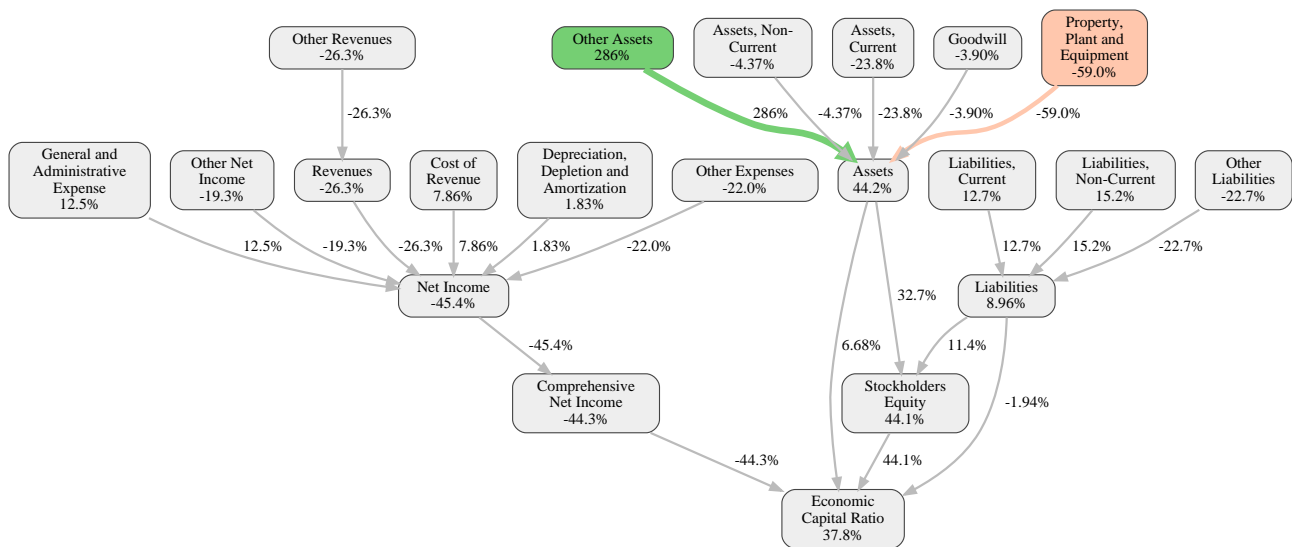 Other Revenues
-26.3%
Other Assets
286%
Assets, Non-
Current
-4.37%
Assets,
Current
-23.8%
Goodwill
-3.90%
Property,
Plant and
Equipment
-59.0%
-26.3%
286%
-4.37%
-23.8%
-3.90%
-59.0%
General and
Administrative
Expense
12.5%
Other Net
Income
-19.3%
Revenues
-26.3%
Cost of
Revenue
7.86%
Depreciation,
Depletion and
Amortization
1.83%
Other Expenses
-22.0%
Assets
44.2%
Liabilities,
Current
12.7%
Liabilities,
Non-Current
15.2%
Other
Liabilities
-22.7%
12.5%
-19.3%
-26.3%
7.86%
1.83%
-22.0%
12.7%
15.2%
-22.7%
Net Income
-45.4%
32.7%
Liabilities
8.96%
-45.4%
6.68%
11.4%
Comprehensive
Net Income
-44.3%
Stockholders
Equity
44.1%
-1.94%
-44.3%
44.1%
Economic
Capital Ratio
37.8%